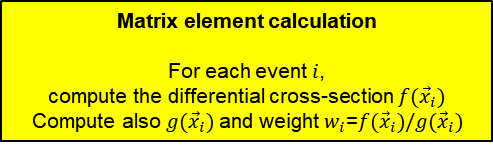 Matrix element calculation
For each event 𝑖,
compute the differential cross-section 𝑓(𝑥⃗ᵢ)
Compute also 𝑔(𝑥⃗ᵢ) and weight 𝑤ᵢ=𝑓(𝑥⃗ᵢ)/𝑔(𝑥⃗ᵢ)